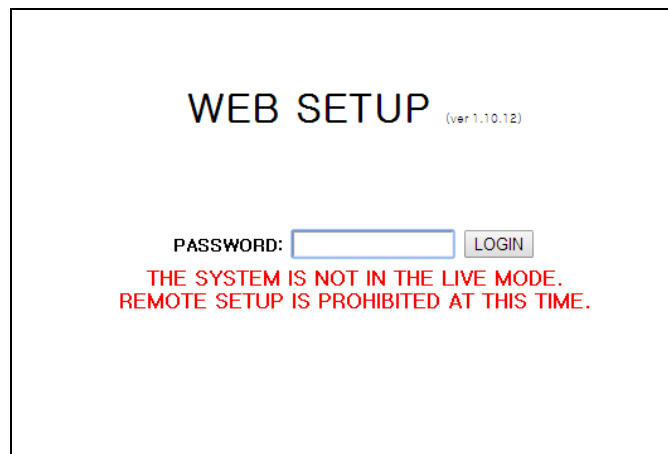 WEB SETUP (ver 1.10.12)
PASSWORD: LOGIN
THE SYSTEM IS NOT IN THE LIVE MODE.
REMOTE SETUP IS PROHIBITED AT THIS TIME.